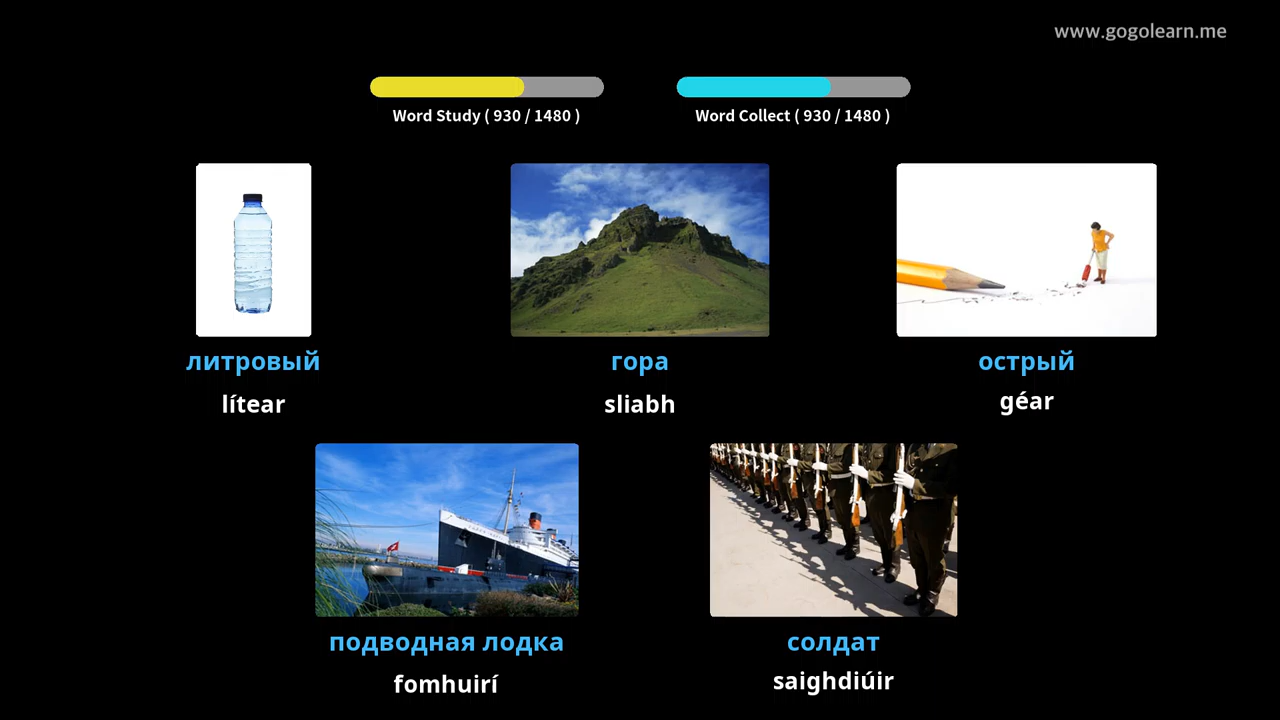 www.gogolearn.me
Word Study ( 930 / 1480 )
Word Collect ( 930 / 1480 )
литровый
lítear
гора
sliabh
острый
géar
подводная лодка
fomhuirí
солдат
saighdiúir